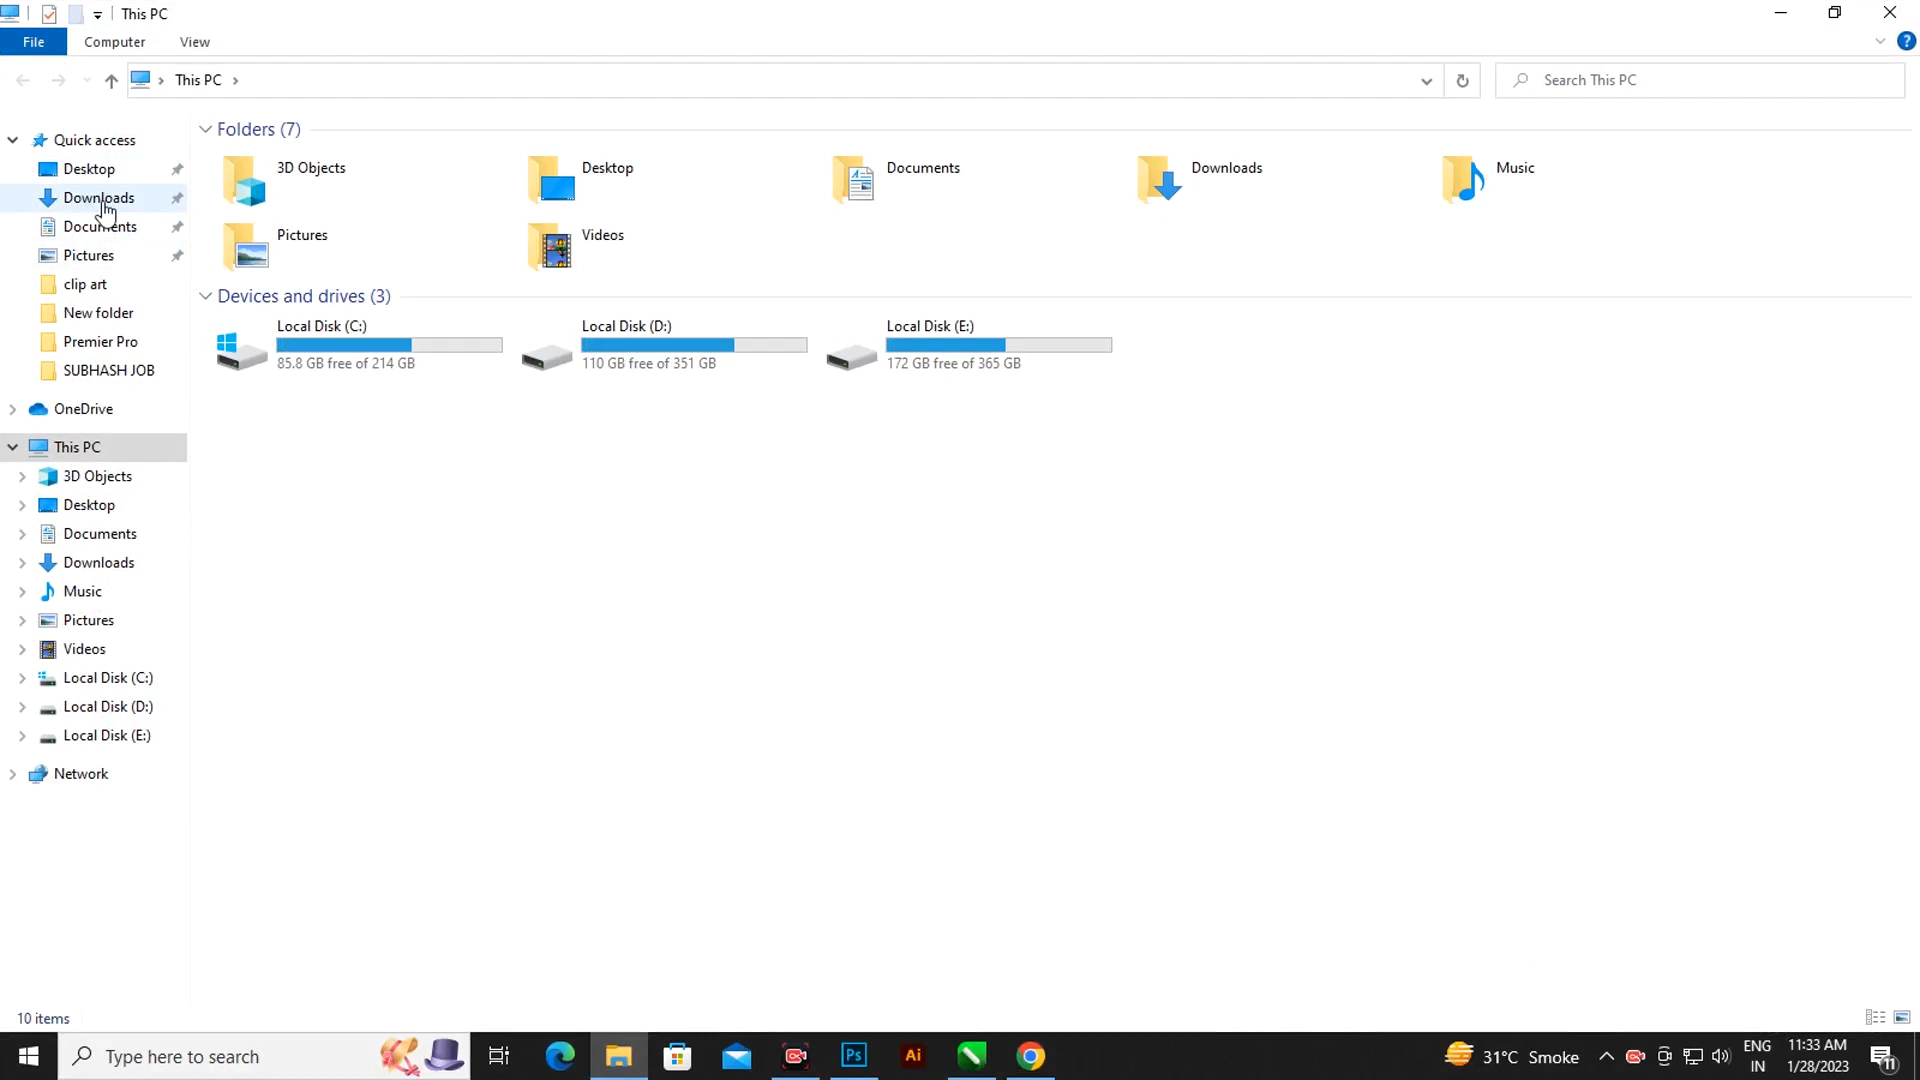 This PC
File
Computer
View
This PC
Search This PC
Quick access
Desktop
Downloads
Documents
Pictures
clip art
New folder
Premier Pro
SUBHASH JOB
OneDrive
This PC
3D Objects
Desktop
Documents
Downloads
Music
Pictures
Videos
Local Disk (C:)
Local Disk (D:)
Local Disk (E:)
Network
Folders (7)
3D Objects
Desktop
Documents
Downloads
Music
Pictures
Videos
Devices and drives (3)
Local Disk (C:)
85.8 GB free of 214 GB
Local Disk (D:)
110 GB free of 351 GB
Local Disk (E:)
172 GB free of 365 GB
10 items
Type here to search
Ps
Ai
31°C Smoke
ENG
IN
11:33 AM
1/28/2023
11